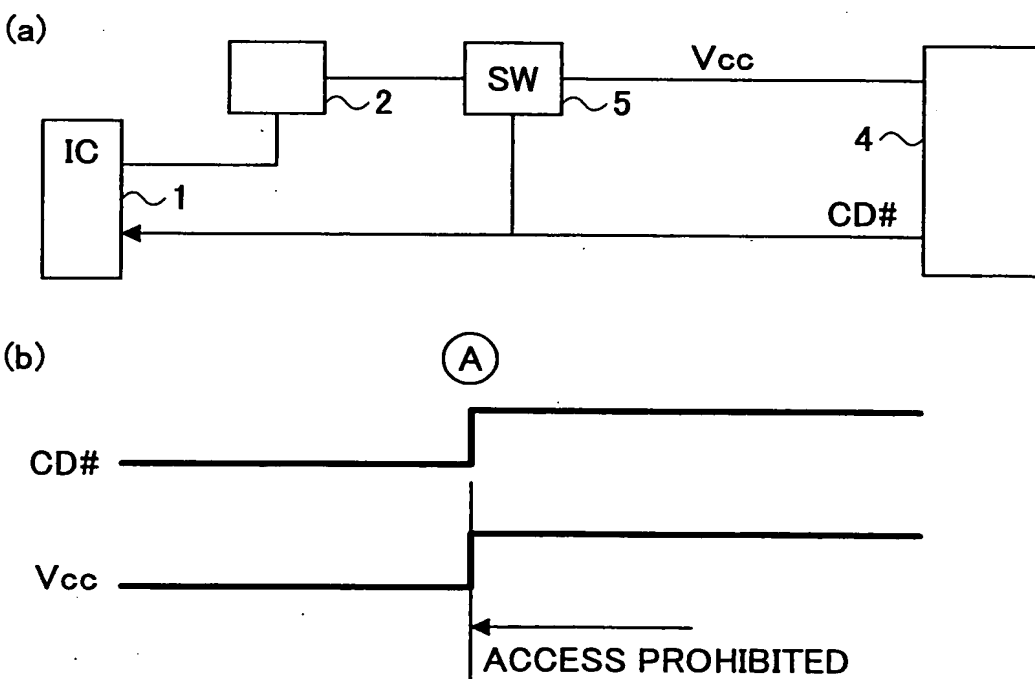 (a)
Vcc
SW
2
5
4
IC
1
CD#
(b)
A
CD#
Vcc
ACCESS PROHIBITED